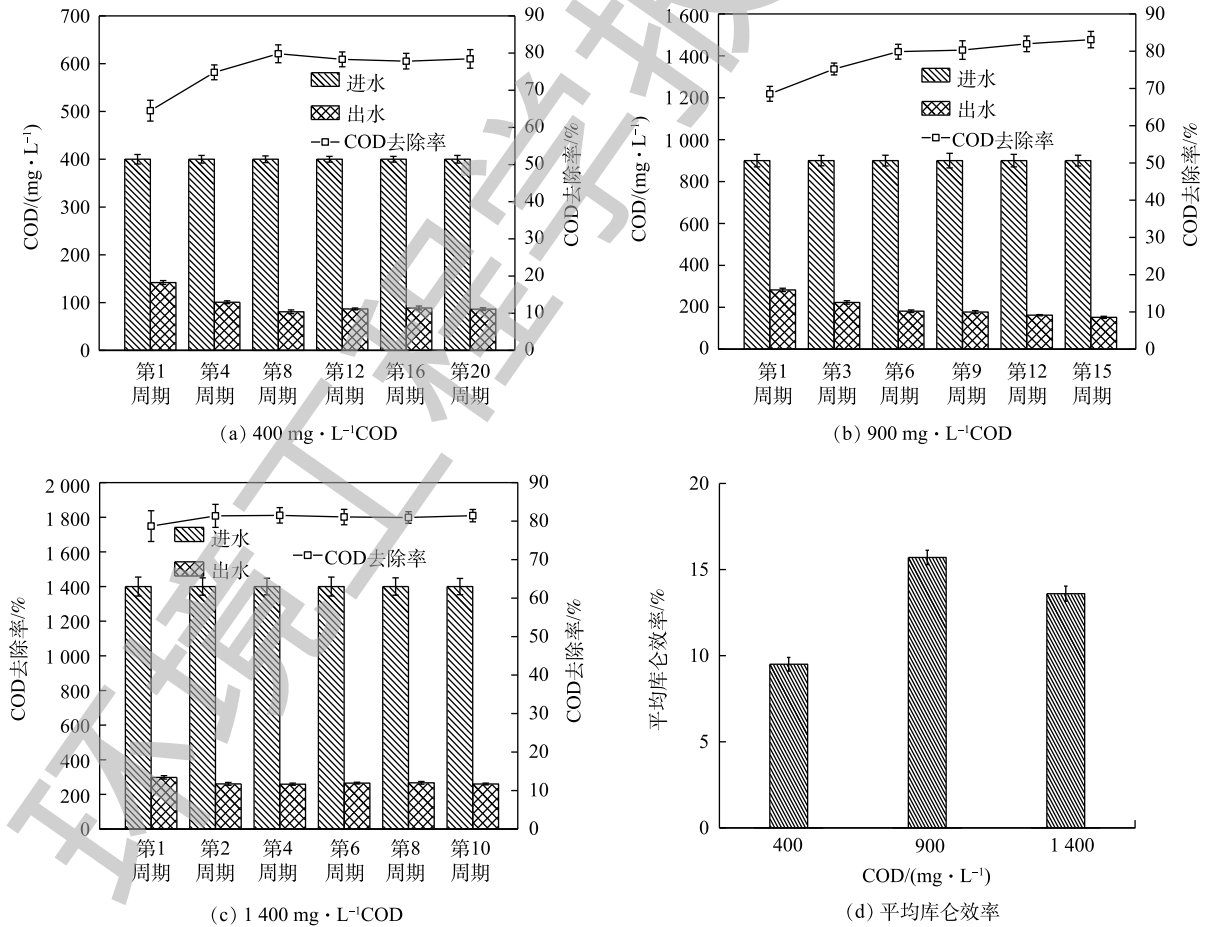 700
600
500
400
300
200
100
0
COD/(mg·L⁻¹)
90
80
70
60
50
40
30
20
10
0
COD去除率/%
进水
出水
COD去除率
第1
周期
第4
周期
第8
周期
第12
周期
第16
周期
第20
周期
(a) 400 mg·L⁻¹COD
1 600
1 400
1 200
1 000
800
600
400
200
0
COD/(mg·L⁻¹)
90
80
70
60
50
40
30
20
10
0
COD去除率/%
进水
出水
COD去除率
第1
周期
第3
周期
第6
周期
第9
周期
第12
周期
第15
周期
(b) 900 mg·L⁻¹COD
2 000
1 800
1 600
1 400
1 200
1 000
800
600
400
200
0
COD去除率/%
90
80
70
60
50
40
30
20
10
0
COD去除率/%
进水
出水
COD去除率
第1
周期
第2
周期
第4
周期
第6
周期
第8
周期
第10
周期
(c) 1 400 mg·L⁻¹COD
20
15
10
5
0
平均库仑效率/%
400
900
1 400
COD/(mg·L⁻¹)
(d) 平均库仑效率
环境工程学报